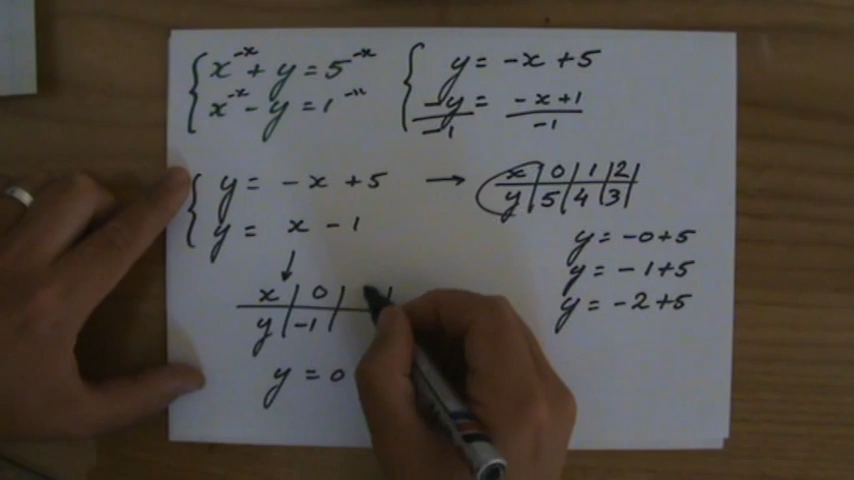 x⁻ˣ + y = 5⁻ˣ
x⁻ˣ - y = 1⁻ˣ
y = -x + 5
-y/-1 = -x+1/-1
y = -x + 5 →
y = x - 1
↓
x | 0 | 1 | 2 |
y | 5 | 4 | 3 |
y = -0+5
y = -1+5
y = -2+5
x | 0 |
y | -1 |
y = 0